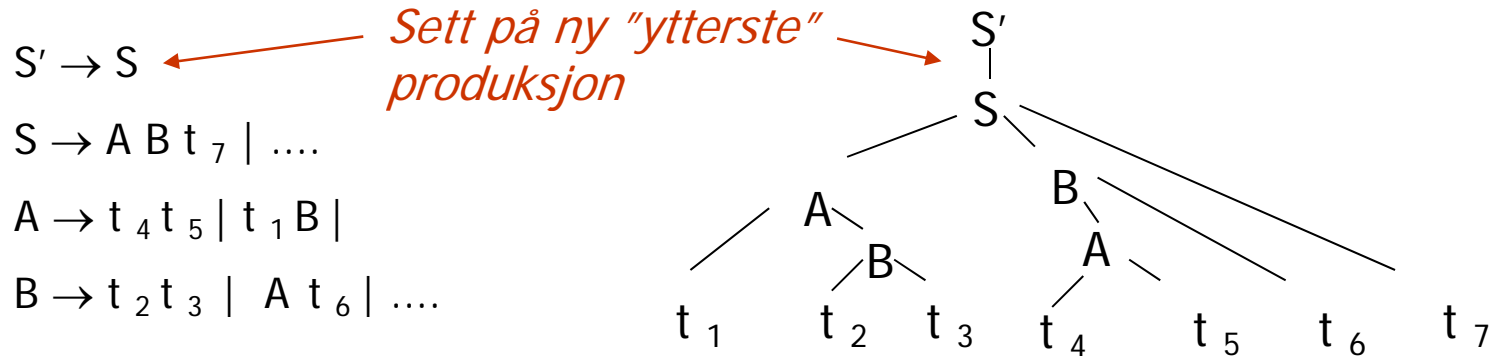 S′ → S
S → A B t 7 | ....
A → t 4 t 5 | t 1 B |
B → t 2 t 3 | A t 6 | ....
Sett på ny ”ytterste”
produksjon
S′
S
B
A
A
B
t 1 t 2 t 3 t 4 t 5 t 6 t 7